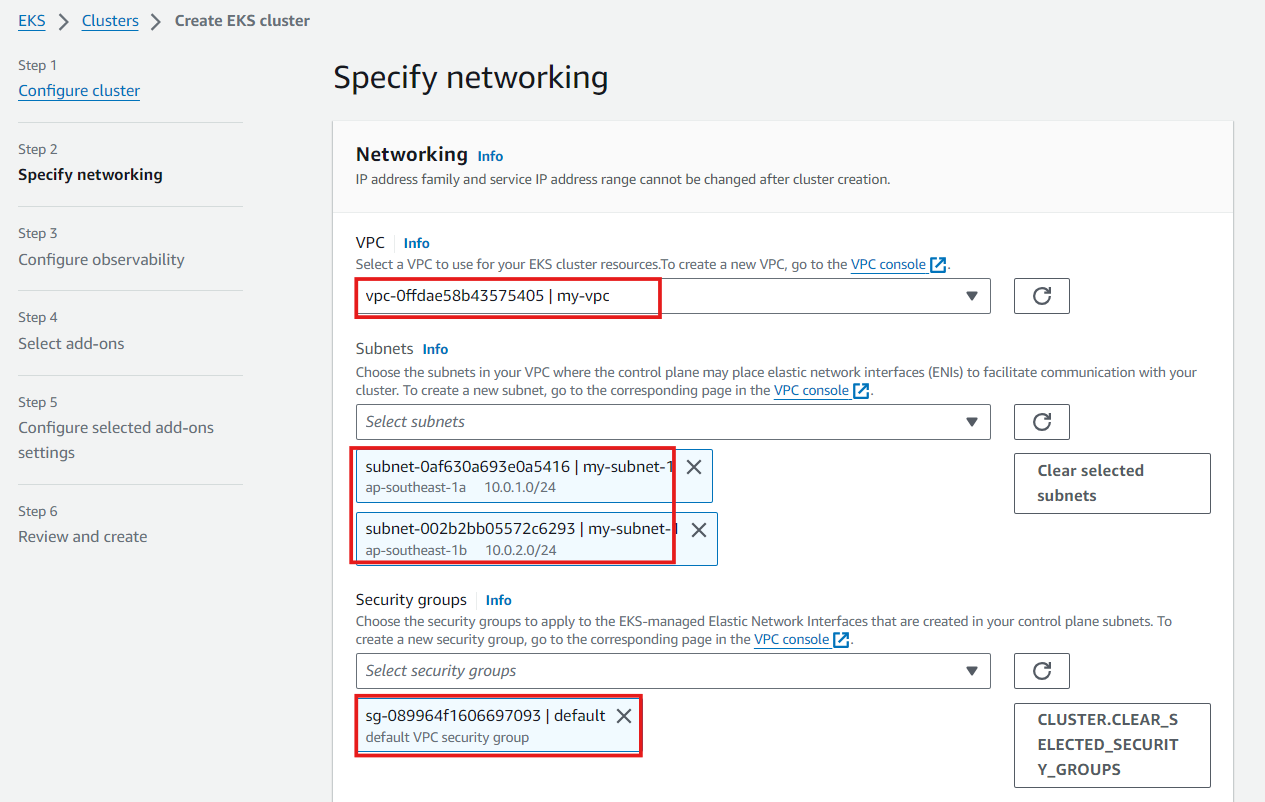 EKS > Clusters > Create EKS cluster
Step 1
Configure cluster
Step 2
Specify networking
Step 3
Configure observability
Step 4
Select add-ons
Step 5
Configure selected add-ons
settings
Step 6
Review and create
Specify networking
Networking Info
IP address family and service IP address range cannot be changed after cluster creation.
VPC Info
Select a VPC to use for your EKS cluster resources.To create a new VPC, go to the VPC console.
vpc-0ffdae58b43575405 | my-vpc
Subnets Info
Choose the subnets in your VPC where the control plane may place elastic network interfaces (ENIs) to facilitate communication with your
cluster. To create a new subnet, go to the corresponding page in the VPC console.
Select subnets
subnet-0af630a693e0a5416 | my-subnet-1
ap-southeast-1a 10.0.1.0/24
subnet-002b2bb05572c6293 | my-subnet-
ap-southeast-1b 10.0.2.0/24
Clear selected
subnets
Security groups Info
Choose the security groups to apply to the EKS-managed Elastic Network Interfaces that are created in your control plane subnets. To
create a new security group, go to the corresponding page in the VPC console.
Select security groups
sg-089964f1606697093 | default
default VPC security group
CLUSTER.CLEAR_S
ELECTED_SECURIT
Y_GROUPS